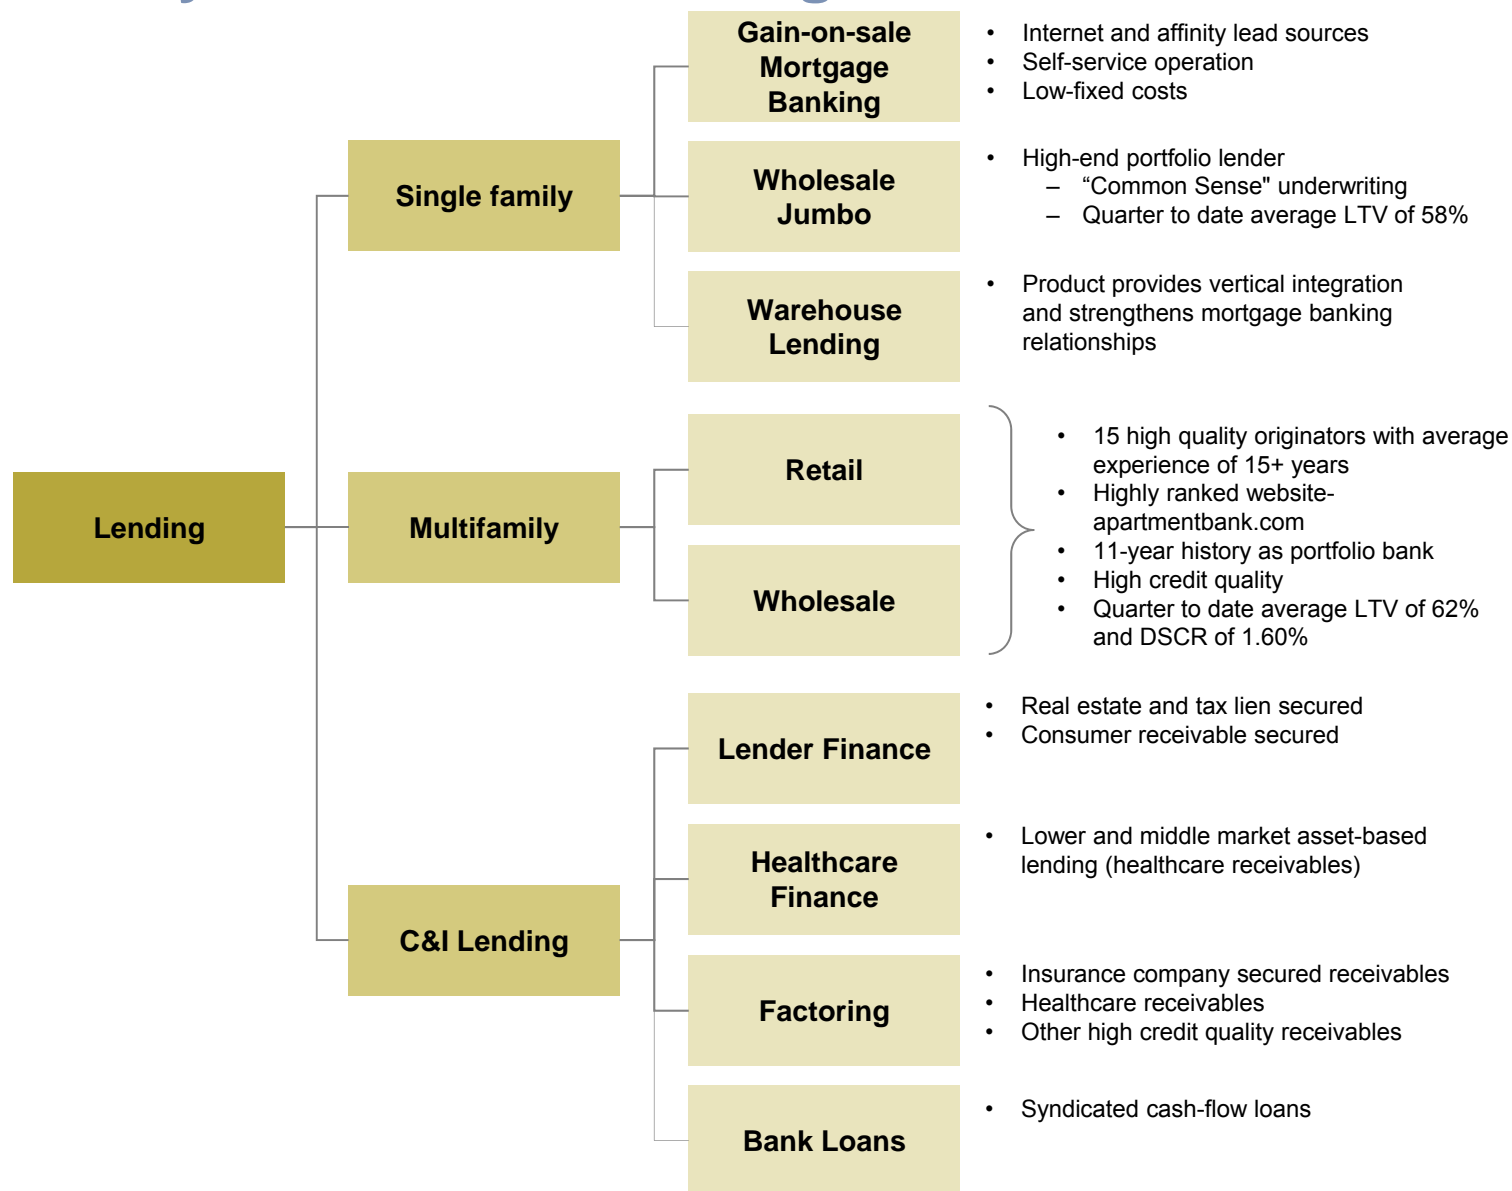 Gain-on-sale
Mortgage
Banking
• Internet and affinity lead sources
• Self-service operation
• Low-fixed costs
Single family
Wholesale
Jumbo
• High-end portfolio lender
– “Common Sense" underwriting
– Quarter to date average LTV of 58%
Warehouse
Lending
• Product provides vertical integration
and strengthens mortgage banking
relationships
Lending
Multifamily
Retail
Wholesale
• 15 high quality originators with average
experience of 15+ years
• Highly ranked website-
apartmentbank.com
• 11-year history as portfolio bank
• High credit quality
• Quarter to date average LTV of 62%
and DSCR of 1.60%
C&I Lending
Lender Finance
• Real estate and tax lien secured
• Consumer receivable secured
Healthcare
Finance
• Lower and middle market asset-based
lending (healthcare receivables)
Factoring
• Insurance company secured receivables
• Healthcare receivables
• Other high credit quality receivables
Bank Loans
• Syndicated cash-flow loans